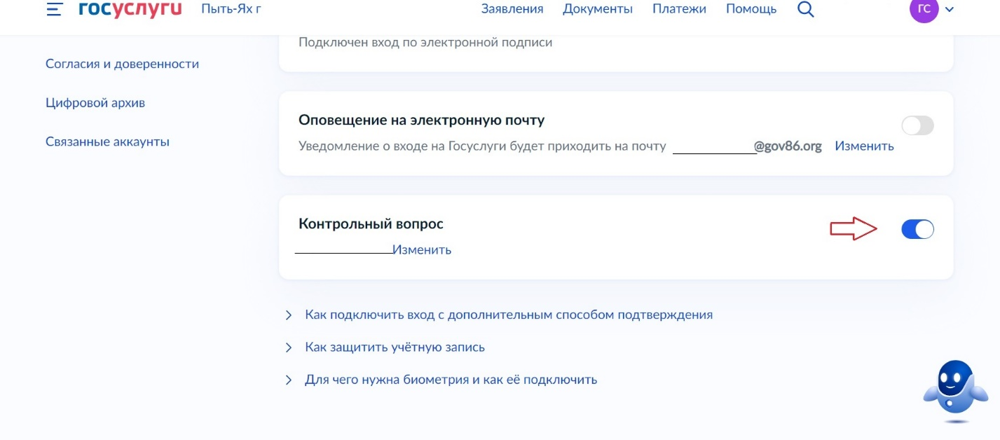 госуслуги Пыть-Ях г Заявления Документы Платежи Помощь ГС
Подключен вход по электронной подписи
Согласия и доверенности
Цифровой архив
Связанные аккаунты
Оповещение на электронную почту
Уведомление о входе на Госуслуги будет приходить на почту @gov86.org Изменить
Контрольный вопрос
Изменить
Как подключить вход с дополнительным способом подтверждения
Как защитить учётную запись
Для чего нужна биометрия и как её подключить